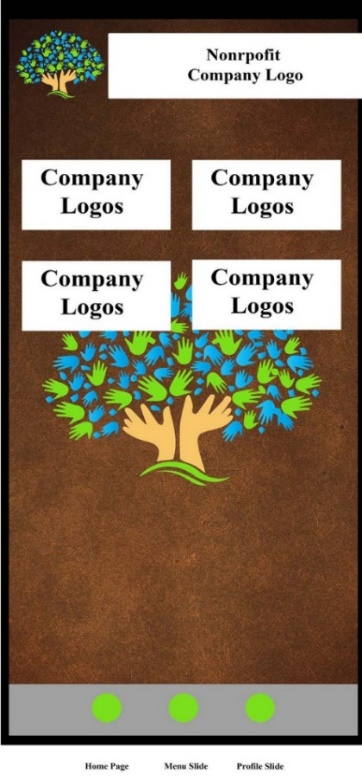 Nonrpofit
Company Logo
Company
Logos
Company
Logos
Company
Logos
Company
Logos
Home Page
Menu Slide
Profile Slide